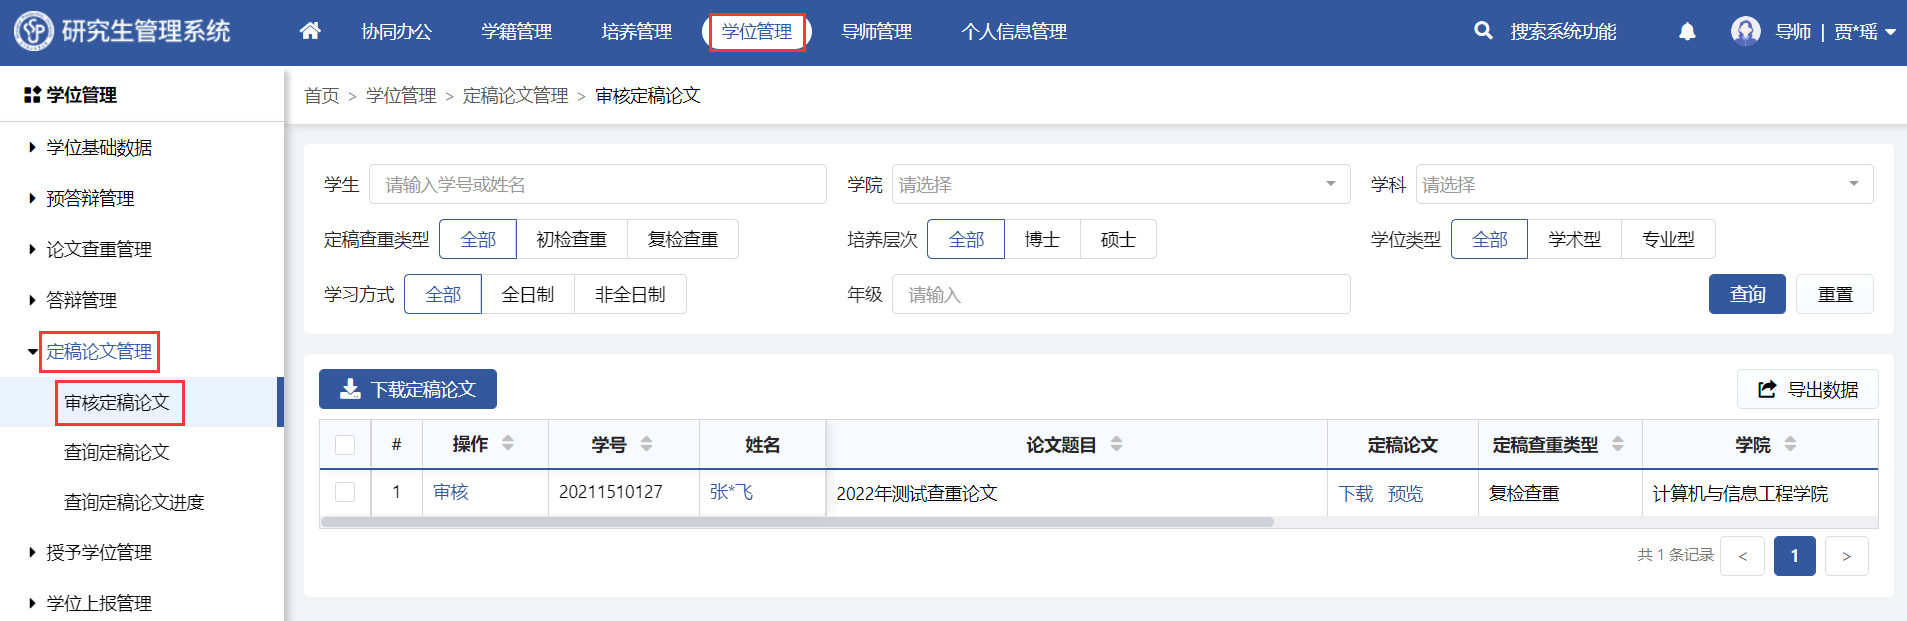 研究生管理系统
协同办公 学籍管理 培养管理 学位管理 导师管理 个人信息管理 搜索系统功能 导师 | 贾*瑶
学位管理
学位基础数据
预答辩管理
论文查重管理
答辩管理
定稿论文管理
审核定稿论文
查询定稿论文
查询定稿论文进度
授予学位管理
学位上报管理
首页 > 学位管理 > 定稿论文管理 > 审核定稿论文
学生 请输入学号或姓名 学院 请选择 学科 请选择
定稿查重类型 全部 初检查重 复检查重 培养层次 全部 博士 硕士 学位类型 全部 学术型 专业型
学习方式 全部 全日制 非全日制 年级 请输入 查询 重置
下载定稿论文 导出数据
# 操作 学号 姓名 论文题目 定稿论文 定稿查重类型 学院
1 审核 20211510127 张*飞 2022年测试查重论文 下载 预览 复检查重 计算机与信息工程学院
共 1 条记录 < 1 >